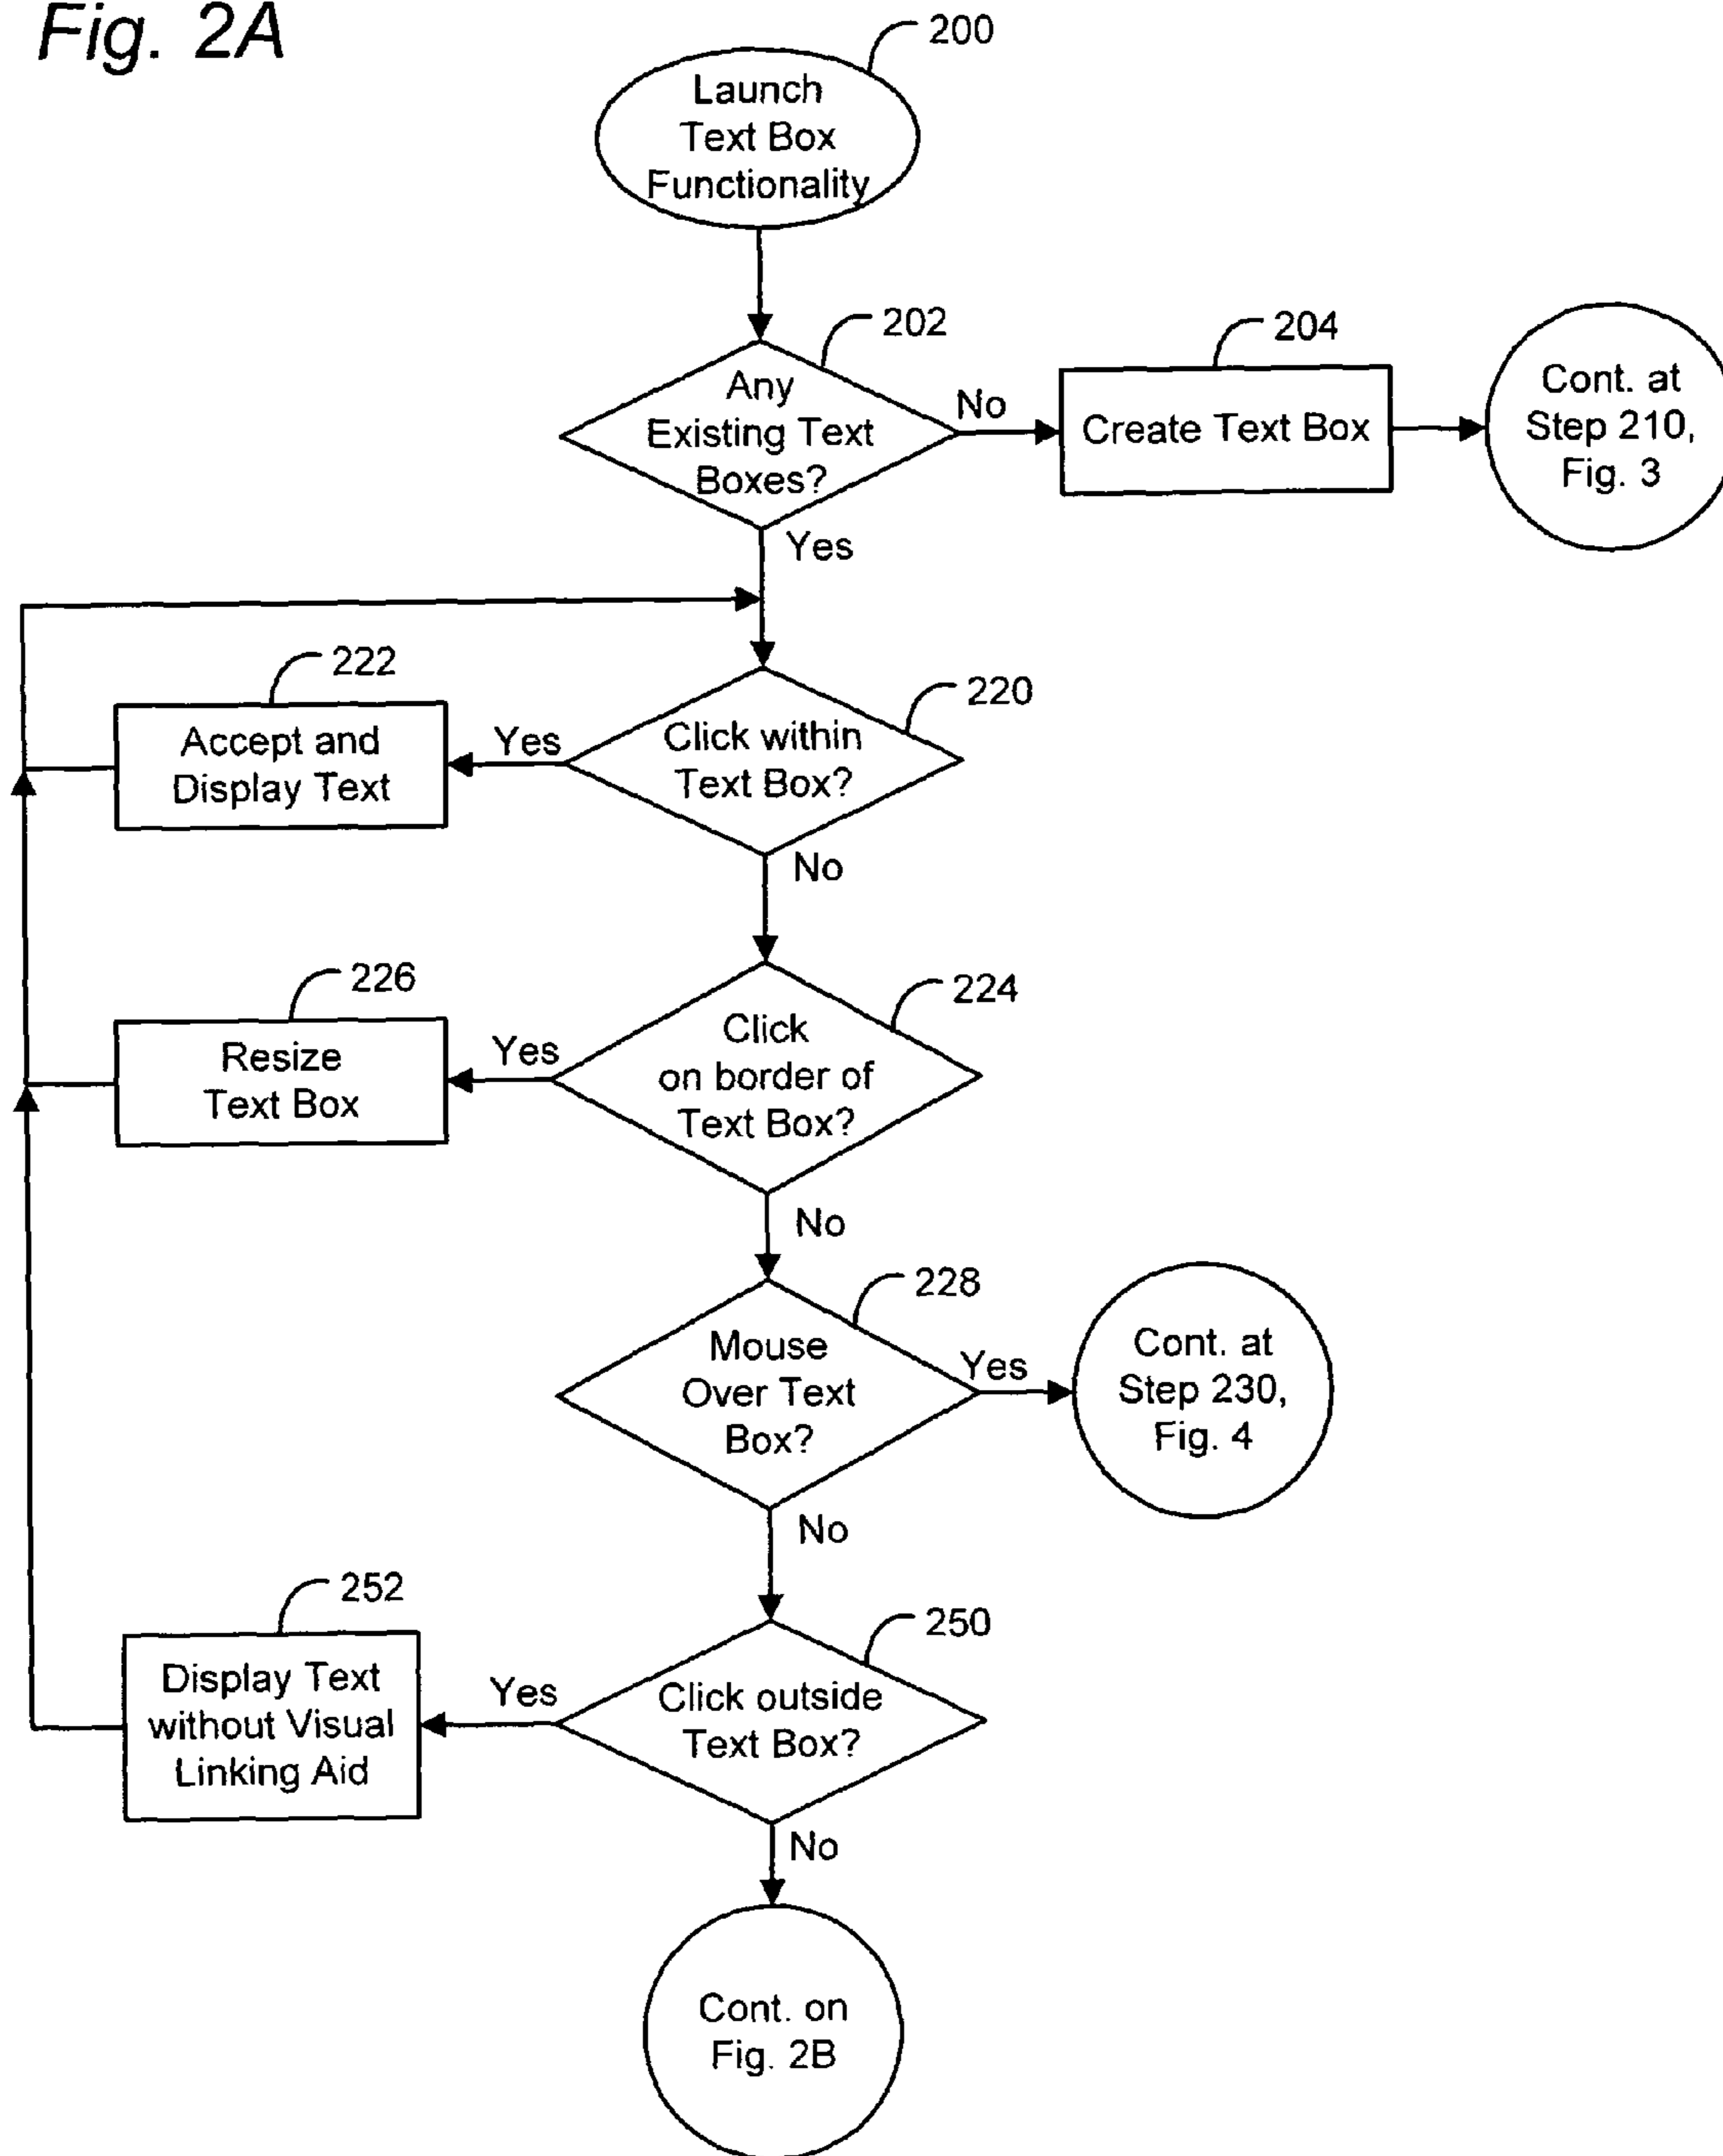 Fig. 2A
200
Launch
Text Box
Functionality
202
Any
Existing Text
Boxes?
No
204
Create Text Box
Cont. at
Step 210,
Fig. 3
Yes
222
Accept and
Display Text
Yes
220
Click within
Text Box?
No
226
Resize
Text Box
Yes
224
Click
on border of
Text Box?
No
228
Mouse
Over Text
Box?
Yes
Cont. at
Step 230,
Fig. 4
No
252
Display Text
without Visual
Linking Aid
Yes
250
Click outside
Text Box?
No
Cont. on
Fig. 2B